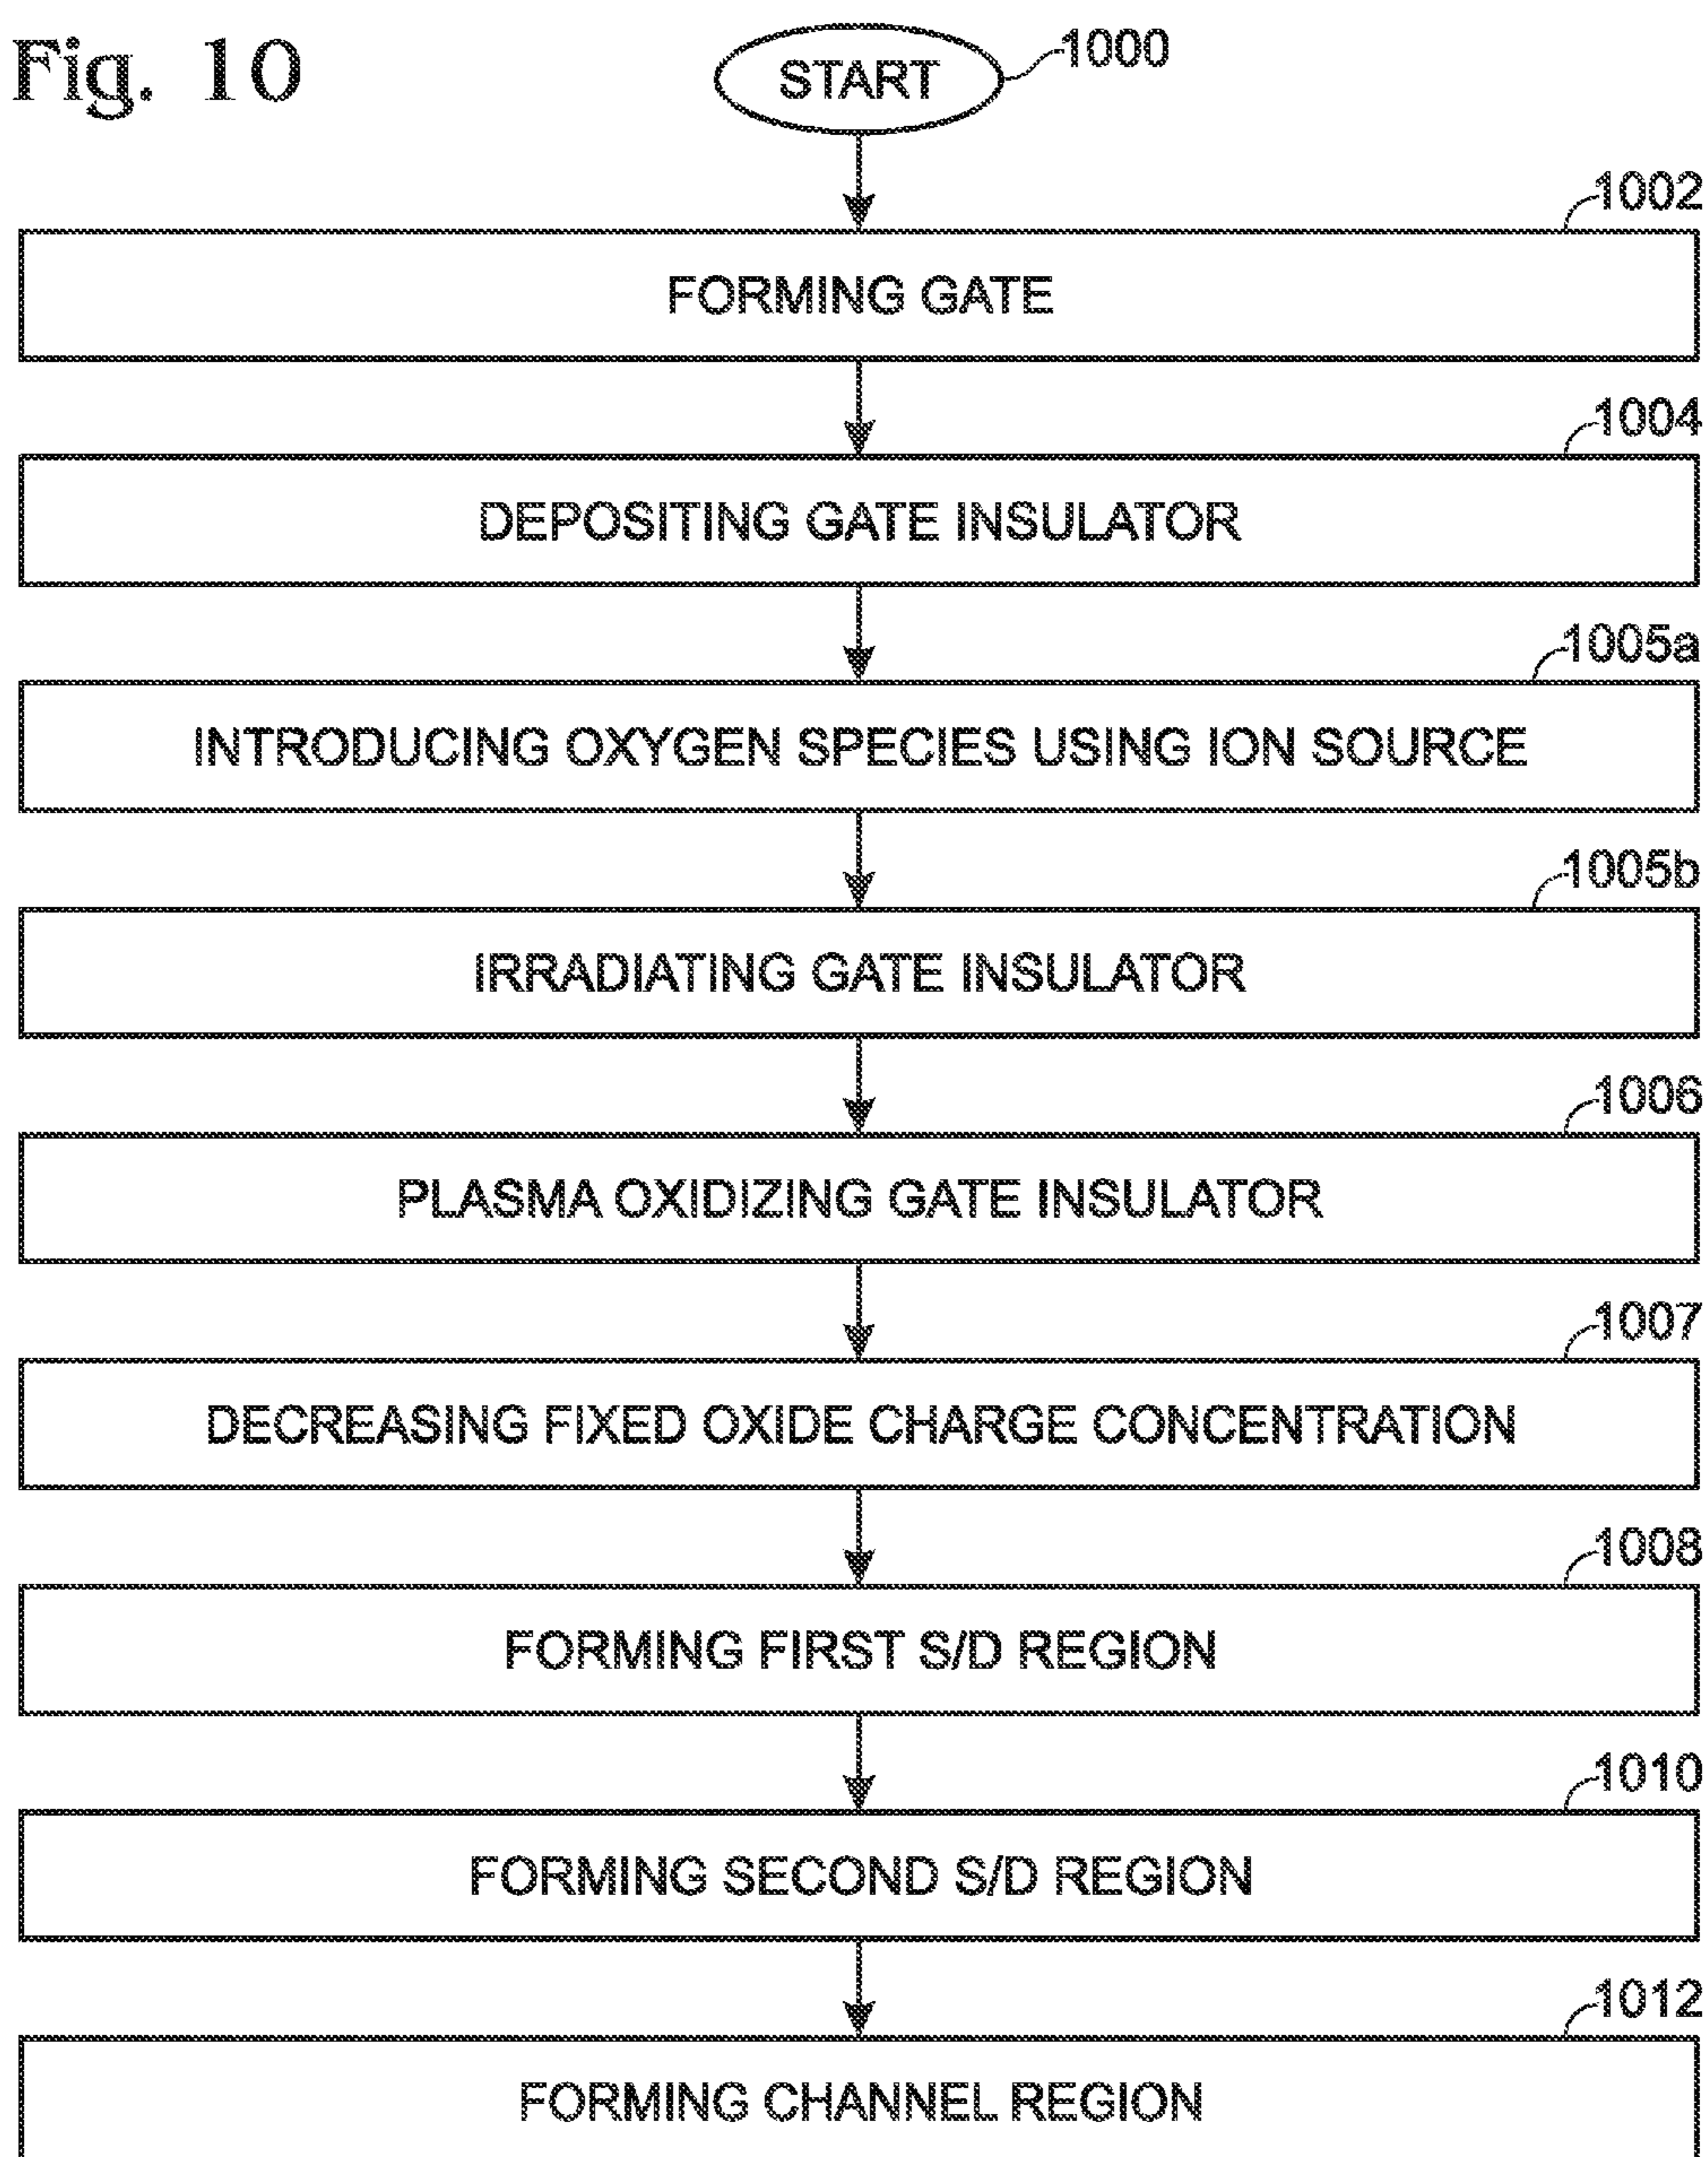 Fig. 10
START
1000
1002
FORMING GATE
1004
DEPOSITING GATE INSULATOR
1005a
INTRODUCING OXYGEN SPECIES USING ION SOURCE
1005b
IRRADIATING GATE INSULATOR
1006
PLASMA OXIDIZING GATE INSULATOR
1007
DECREASING FIXED OXIDE CHARGE CONCENTRATION
1008
FORMING FIRST S/D REGION
1010
FORMING SECOND S/D REGION
1012
FORMING CHANNEL REGION